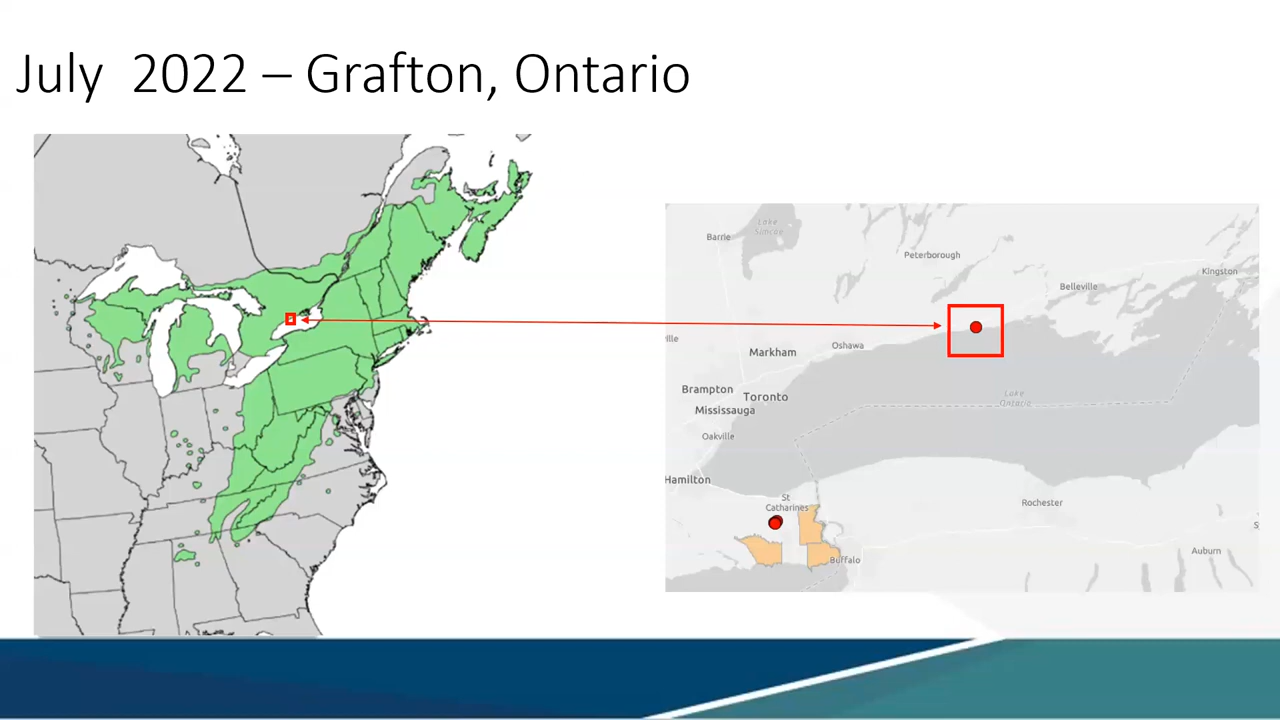 July 2022 – Grafton, Ontario
Lake
Simcoe
Barrie
Peterborough
Kingston
Belleville
ille
Markham
Oshawa
Brampton
Toronto
Mississauga
Lake
Ontario
Oakville
Hamilton
St
Catharines
Rochester
Buffalo
Auburn
S